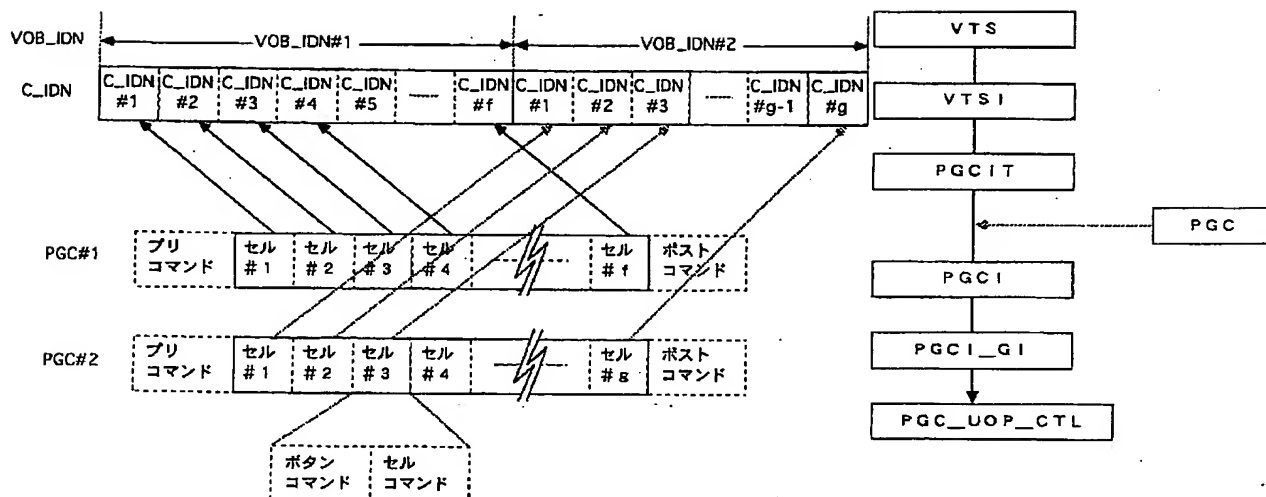 VOB_IDN
VOB_IDN#1
VOB_IDN#2
C_IDN
C_IDN #1
C_IDN #2
C_IDN #3
C_IDN #4
C_IDN #5
C_IDN #f
C_IDN #1
C_IDN #2
C_IDN #3
C_IDN #g-1
C_IDN #g
PGC#1
プリ
コマンド
セル
#1
セル
#2
セル
#3
セル
#4
セル
#f
ポスト
コマンド
PGC#2
プリ
コマンド
セル
#1
セル
#2
セル
#3
セル
#4
セル
#g
ポスト
コマンド
ボタン
コマンド
セル
コマンド
VTS
VTSI
PGCIT
PGC
PGCI
PGCI_GI
PGC_UOP_CTL